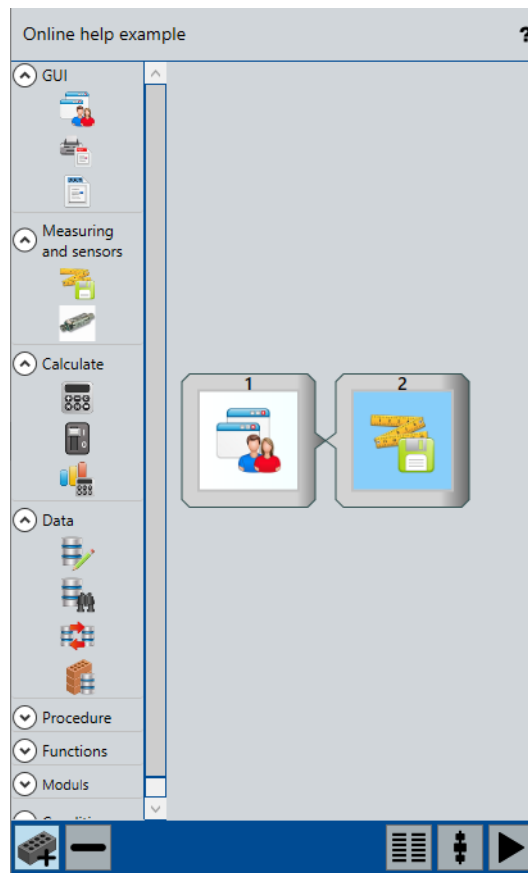 Online help example
?
GUI
Measuring
and sensors
Calculate
Data
Procedure
Functions
Moduls
1
2